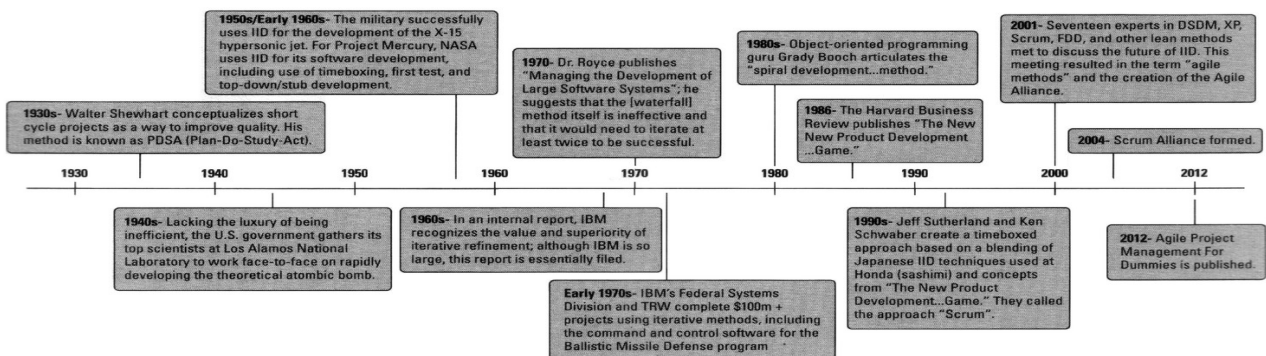 1950s/Early 1960s- The military successfully
uses IID for the development of the X-15
hypersonic jet. For Project Mercury, NASA
uses IID for its software development,
including use of timeboxing, first test, and
top-down/stub development.
1930s- Walter Shewhart conceptualizes short
cycle projects as a way to improve quality. His
method is known as PDSA (Plan-Do-Study-Act).
1970- Dr. Royce publishes
"Managing the Development of
Large Software Systems"; he
suggests that the [waterfall]
method itself is ineffective and
that it would need to iterate at
least twice to be successful.
1980s- Object-oriented programming
guru Grady Booch articulates the
"spiral development...method."
1986- The Harvard Business
Review publishes "The New
New Product Development
...Game."
2001- Seventeen experts in DSDM, XP,
Scrum, FDD, and other lean methods
met to discuss the future of IID. This
meeting resulted in the term "agile
methods" and the creation of the Agile
Alliance.
2004- Scrum Alliance formed.
1930 1940 1950 1960 1970 1980 1990 2000 2012
1940s- Lacking the luxury of being
inefficient, the U.S. government gathers its
top scientists at Los Alamos National
Laboratory to work face-to-face on rapidly
developing the theoretical atombic bomb.
1960s- In an internal report, IBM
recognizes the value and superiority of
iterative refinement; although IBM is so
large, this report is essentially filed.
Early 1970s- IBM's Federal Systems
Division and TRW complete $100m +
projects using iterative methods, including
the command and control software for the
Ballistic Missile Defense program
1990s- Jeff Sutherland and Ken
Schwaber create a timeboxed
approach based on a blending of
Japanese IID techniques used at
Honda (sashimi) and concepts
from "The New Product
Development...Game." They called
the approach "Scrum".
2012- Agile Project
Management For
Dummies is published.